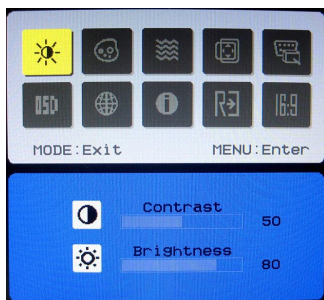 OSD
R
16:9
MODE:Exit
MENU:Enter
Contrast
50
Brightness
80